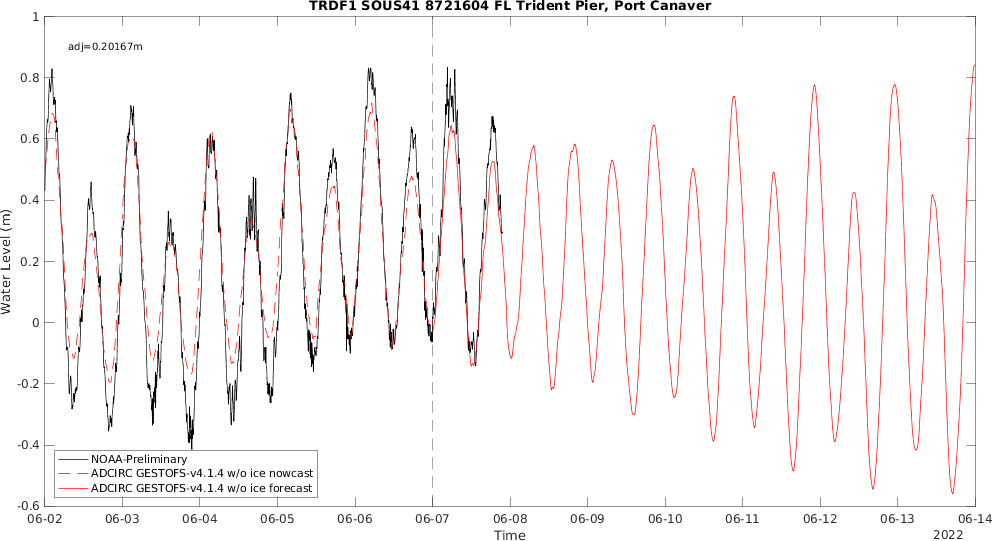 TRDF1 SOUS41 8721604 FL Trident Pier, Port Canaver
adj=0.20167m
1
0.8
0.6
0.4
0.2
0
-0.2
-0.4
-0.6
Water Level (m)
NOAA-Preliminary
ADCIRC GESTOFS-v4.1.4 w/o ice nowcast
ADCIRC GESTOFS-v4.1.4 w/o ice forecast
06-02 06-03 06-04 06-05 06-06 06-07 06-08 06-09 06-10 06-11 06-12 06-13 06-14
Time
2022